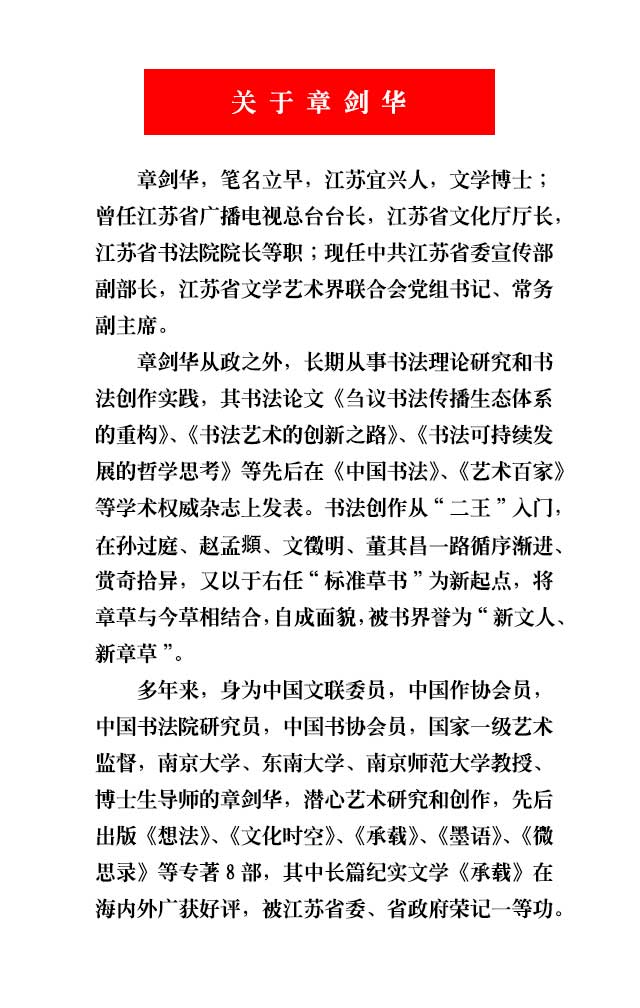 关于章剑华
章剑华，笔名立早，江苏宜兴人，文学博士；
曾任江苏省广播电视总台台长，江苏省文化厅厅长，
江苏省书法院院长等职；现任中共江苏省委宣传部
副部长，江苏省文学艺术界联合会党组书记、常务
副主席。
章剑华从政之外，长期从事书法理论研究和书
法创作实践，其书法论文《刍议书法传播生态体系
的重构》、《书法艺术的创新之路》、《书法可持续发
展的哲学思考》等先后在《中国书法》、《艺术百家》
等学术权威杂志上发表。书法创作从“二王”入门，
在孙过庭、赵孟頫、文徵明、董其昌一路循序渐进、
赏奇拾异，又以于右任“标准草书”为新起点，将
章草与今草相结合，自成面貌，被书界誉为“新文人、
新章草”。
多年来，身为中国文联委员，中国作协会员，
中国书法院研究员，中国书协会员，国家一级艺术
监督，南京大学、东南大学、南京师范大学教授、
博士生导师的章剑华，潜心艺术研究和创作，先后
出版《想法》、《文化时空》、《承载》、《墨语》、《微
思录》等专著8部，其中长篇纪实文学《承载》在
海内外广获好评，被江苏省委、省政府荣记一等功。